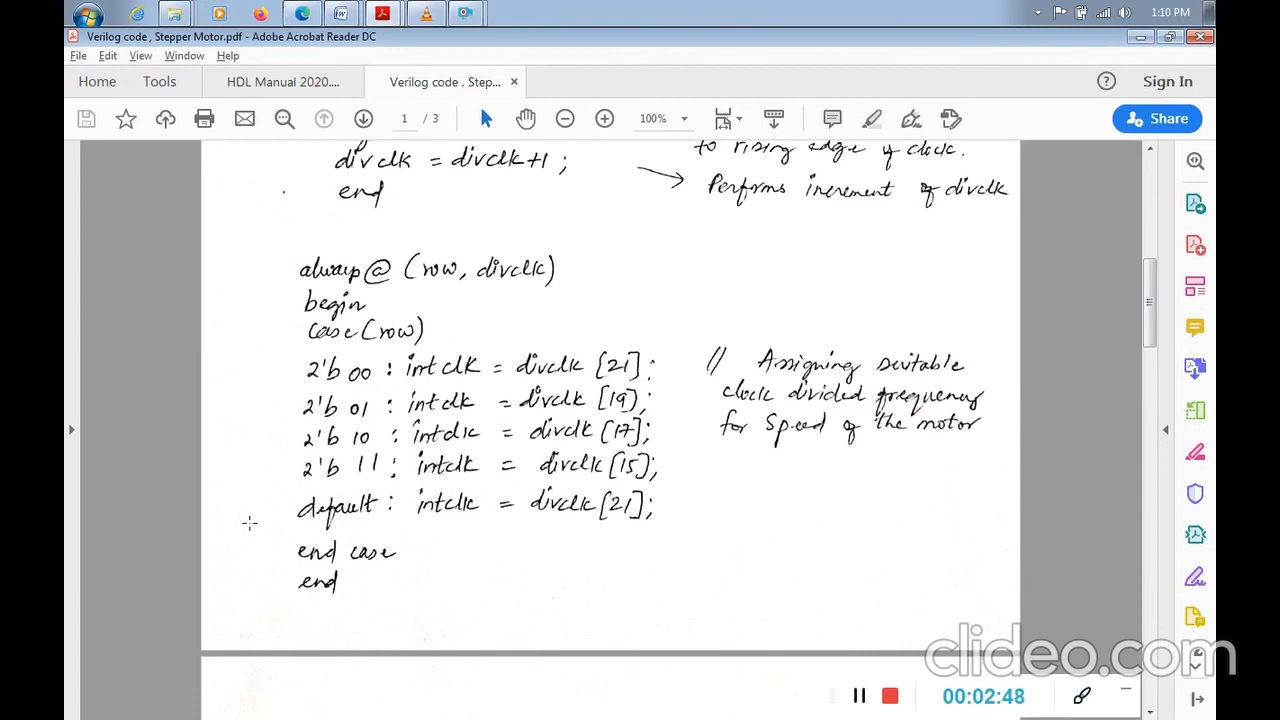 1:10 PM
Verilog code , Stepper Motor.pdf - Adobe Acrobat Reader DC
File Edit View Window Help
Home Tools HDL Manual 2020.... Verilog code , Step... × Sign In
1 / 3 100% Share
divclk = divclk+1 ;
end
to rising edge of clock.
Performs increment of divclk
always@ (row, divclk)
begin
case(row)
2'b 00 : intclk = divclk [21];
2'b 01 : intclk = divclk [19];
2'b 10 : intclk = divclk [17];
2'b 11 : intclk = divclk [15];
default : intclk = divclk [21];
end case
end
// Assigning suitable
clock divided frequency
for speed of the motor
clideo.com
00:02:48